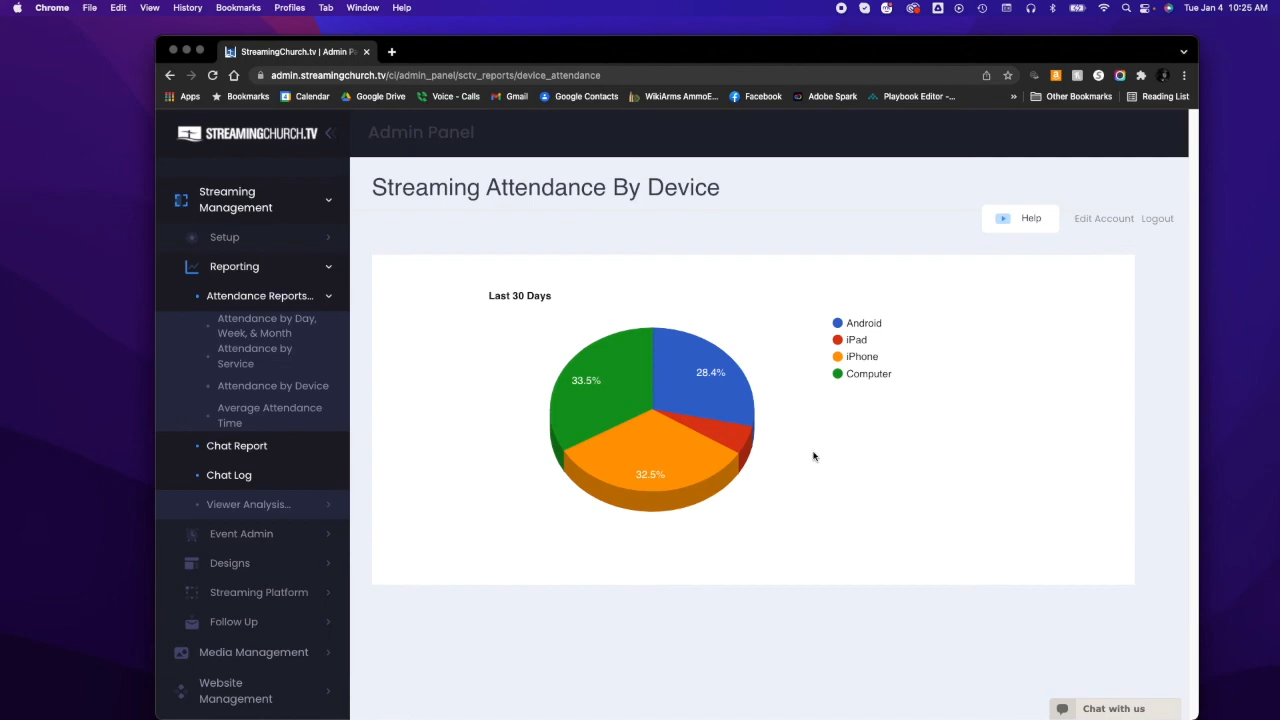 Chrome File Edit View History Bookmarks Profiles Tab Window Help Tue Jan 4 10:25 AM
StreamingChurch.tv | Admin P
admin.streamingchurch.tv/ci/admin_panel/sctv_reports/device_attendance
Apps Bookmarks Calendar Google Drive Voice - Calls Gmail Google Contacts WikiArms AmmoE... Facebook Adobe Spark Playbook Editor -... » Other Bookmarks Reading List
STREAMINGCHURCH.TV
Admin Panel
Streaming Management
Setup
Reporting
Attendance Reports...
Attendance by Day,
Week, & Month
Attendance by
Service
Attendance by Device
Average Attendance
Time
Chat Report
Chat Log
Viewer Analysis...
Event Admin
Designs
Streaming Platform
Follow Up
Media Management
Website
Management
Streaming Attendance By Device
Help Edit Account Logout
Last 30 Days
Android
iPad
iPhone
Computer
28.4%
33.5%
32.5%
Chat with us